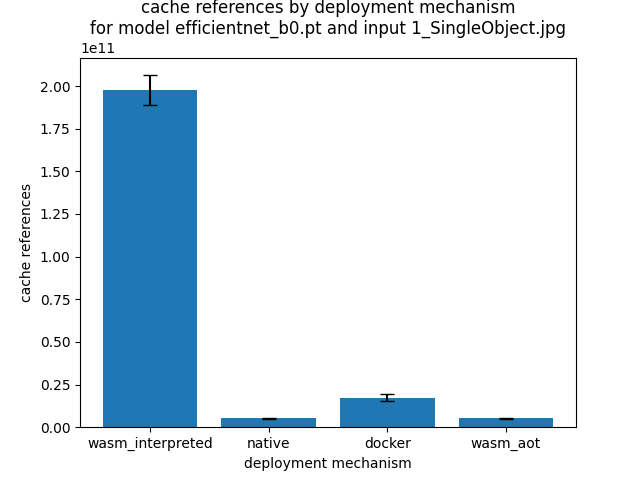 cache references by deployment mechanism
for model efficientnet_b0.pt and input 1_SingleObject.jpg
1e11
2.00
1.75
1.50
1.25
1.00
0.75
0.50
0.25
0.00
cache references
wasm_interpreted native docker wasm_aot
deployment mechanism